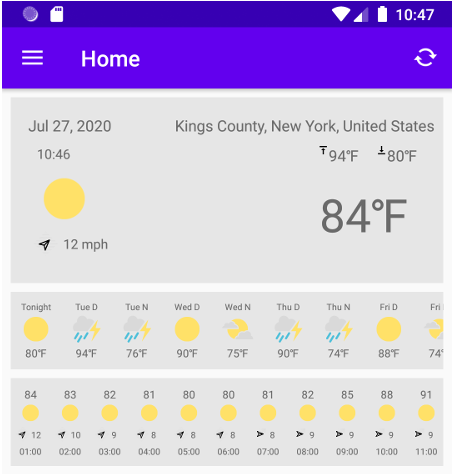 10:47
Home
Jul 27, 2020 Kings County, New York, United States
10:46 94°F 80°F
84°F
12 mph
Tonight Tue D Tue N Wed D Wed N Thu D Thu N Fri D Fri
80°F 94°F 76°F 90°F 75°F 90°F 74°F 88°F 74°
84 83 82 81 80 80 81 82 85 88 91
12 10 9 8 8 8 8 9 9 9 9
01:00 02:00 03:00 04:00 05:00 06:00 07:00 08:00 09:00 10:00 11:00